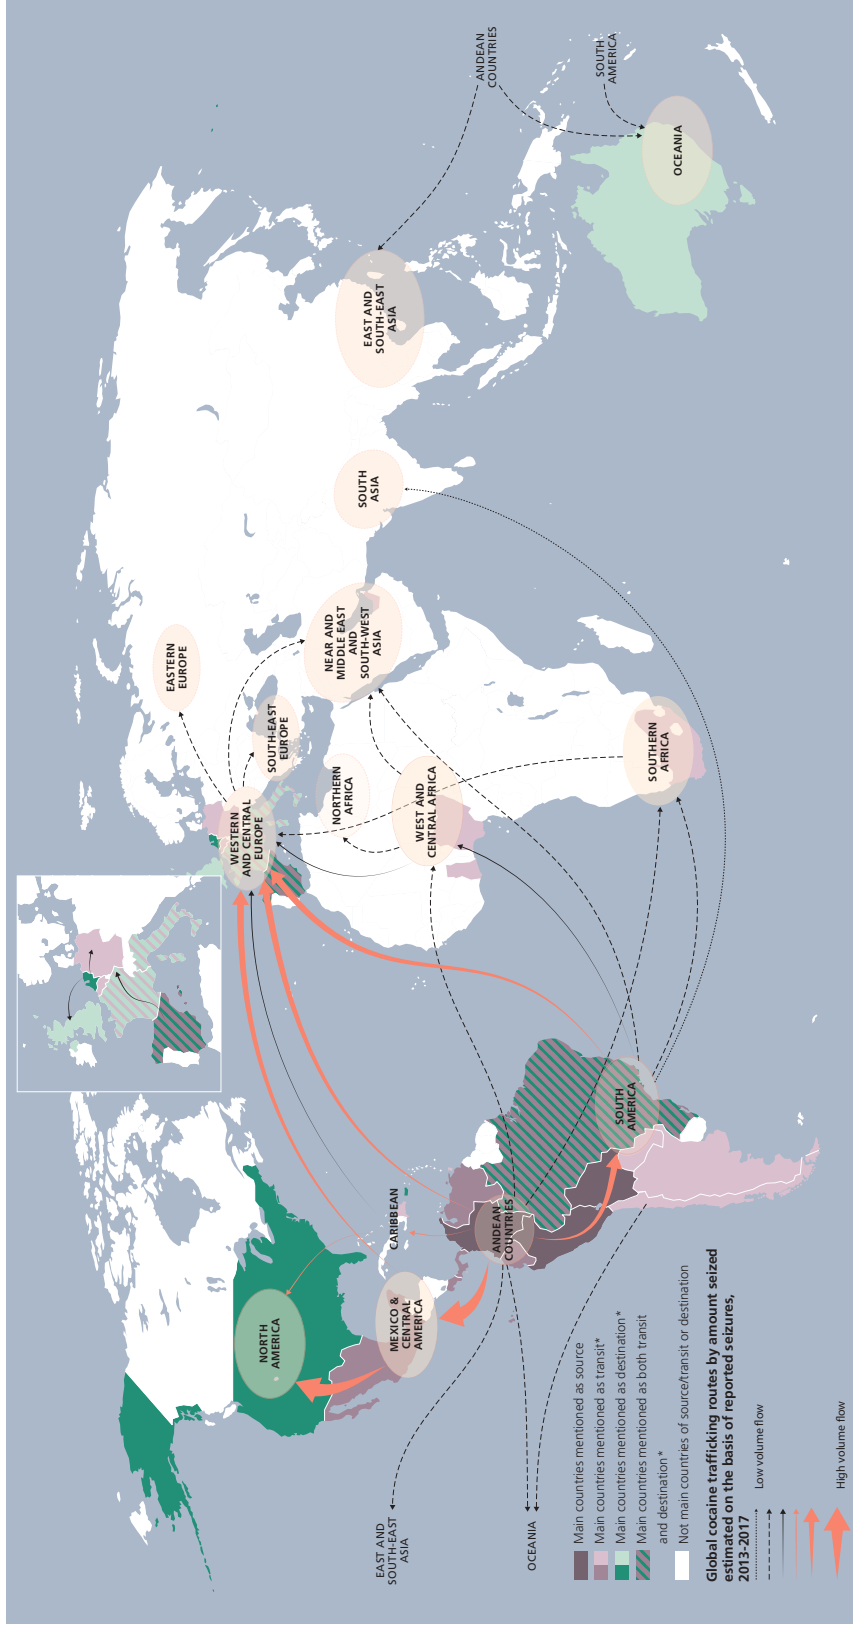 Global cocaine trafficking routes by amount seized
estimated on the basis of reported seizures,
2013-2017
Low volume flow
High volume flow
Main countries mentioned as source
Main countries mentioned as transit*
Main countries mentioned as destination*
Main countries mentioned as both transit
and destination*
Not main countries of source/transit or destination
EAST AND
SOUTH-EAST
ASIA
OCEANIA
NORTH
AMERICA
MEXICO &
CENTRAL
AMERICA
CARIBBEAN
ANDEAN
COUNTRIES
SOUTH
AMERICA
WESTERN
AND CENTRAL
EUROPE
EASTERN
EUROPE
SOUTH-EAST
EUROPE
NORTHERN
AFRICA
WEST AND
CENTRAL AFRICA
SOUTHERN
AFRICA
NEAR AND
MIDDLE EAST
AND
SOUTH-WEST
ASIA
SOUTH
ASIA
EAST AND
SOUTH-EAST
ASIA
OCEANIA
ANDEAN
COUNTRIES
SOUTH
AMERICA